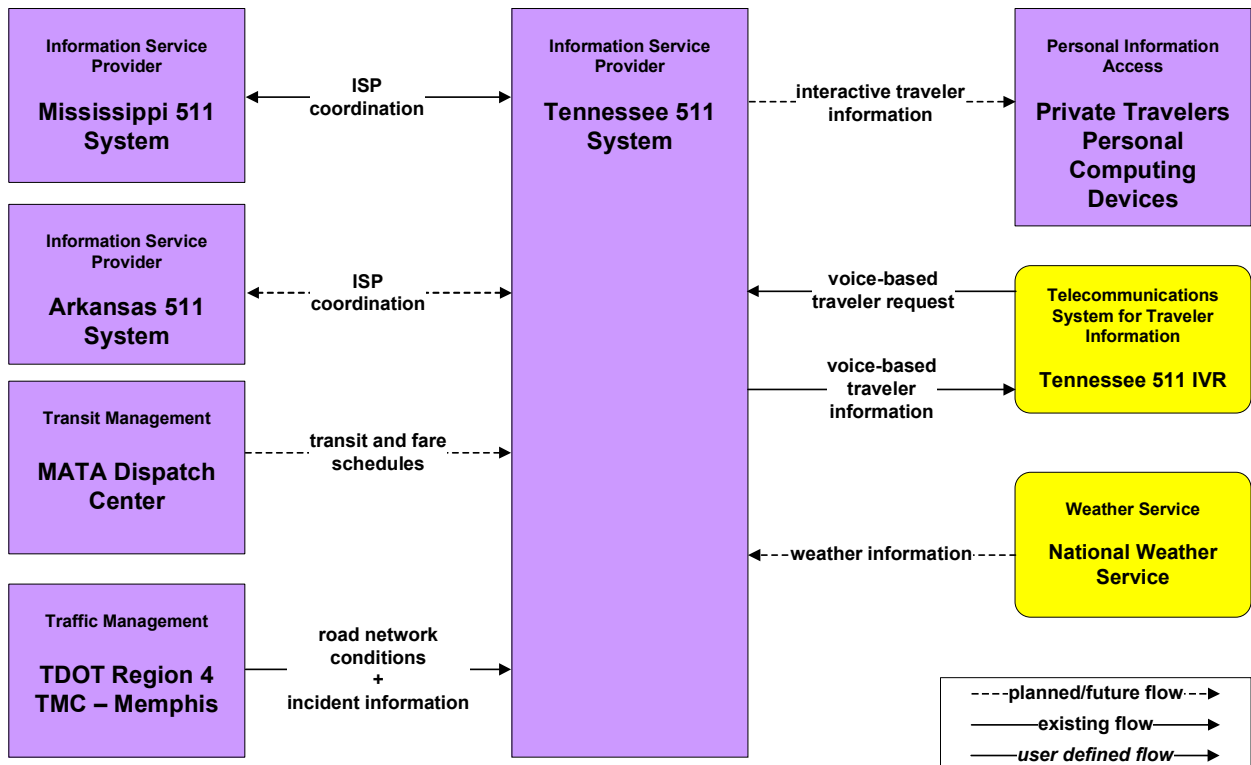 Information Service
Provider
Mississippi 511
System
ISP
coordination
Information Service
Provider
Tennessee 511
System
interactive traveler
information
Personal Information
Access
Private Travelers
Personal
Computing
Devices
Information Service
Provider
Arkansas 511
System
ISP
coordination
voice-based
traveler request
voice-based
traveler
information
Telecommunications
System for Traveler
Information
Tennessee 511 IVR
Transit Management
MATA Dispatch
Center
transit and fare
schedules
weather information
Weather Service
National Weather
Service
Traffic Management
TDOT Region 4
TMC – Memphis
road network
conditions
+
incident information
planned/future flow
existing flow
user defined flow